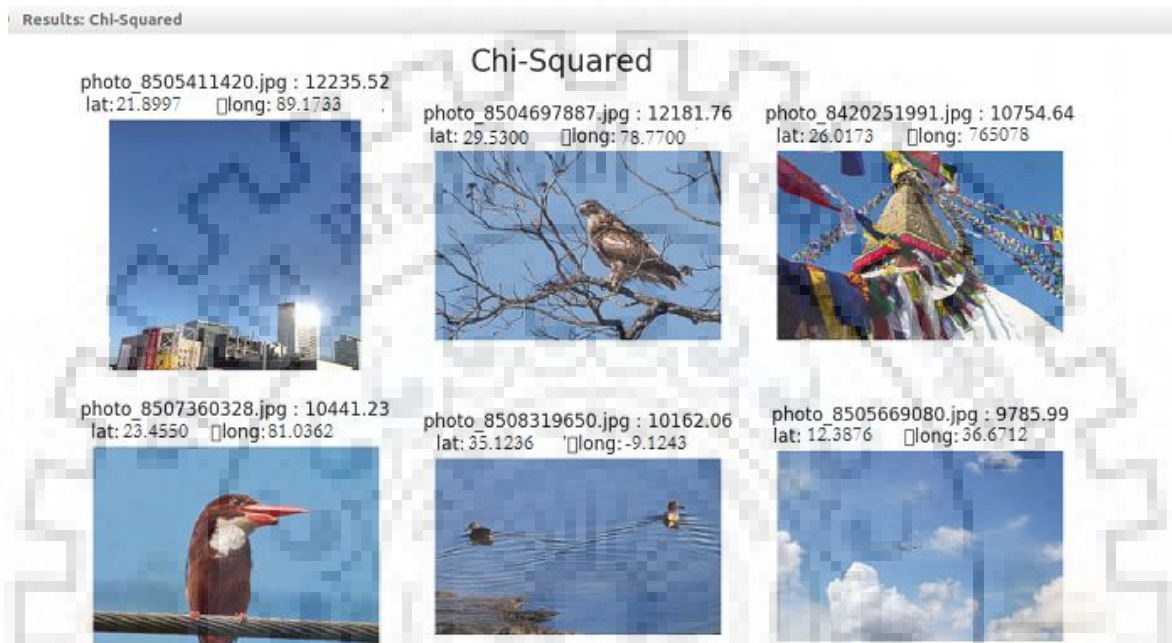 Results: Chi-Squared
Chi-Squared
photo_8505411420.jpg : 12235.52
lat: 21.8997 ▯long: 89.1733
photo_8504697887.jpg : 12181.76
lat: 29.5300 ▯long: 78.7700
photo_8420251991.jpg : 10754.64
lat: 26.0173 ▯long: 765078
photo_8507360328.jpg : 10441.23
lat: 23.4550 ▯long: 81.0362
photo_8508319650.jpg : 10162.06
lat: 35.1236 ▯long: -9.1243
photo_8505669080.jpg : 9785.99
lat: 12.3876 ▯long: 36.6712